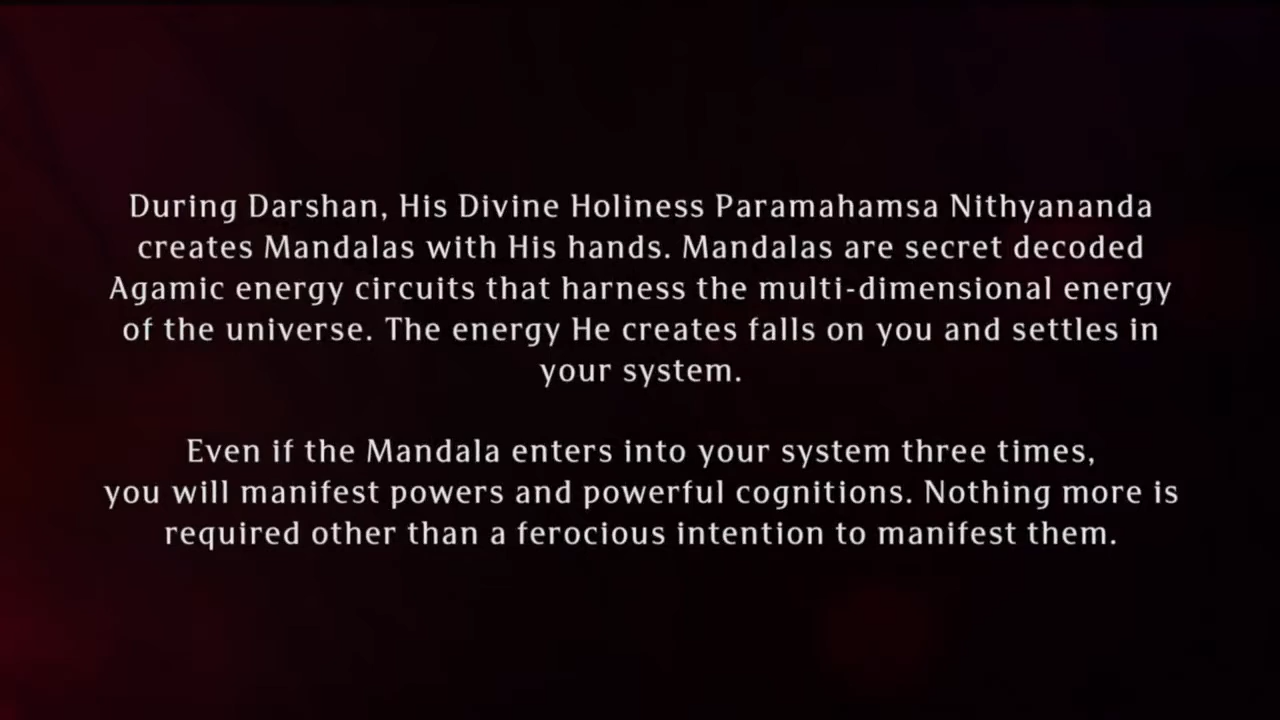 During Darshan, His Divine Holiness Paramahamsa Nithyananda
creates Mandalas with His hands. Mandalas are secret decoded
Agamic energy circuits that harness the multi-dimensional energy
of the universe. The energy He creates falls on you and settles in
your system.
Even if the Mandala enters into your system three times,
you will manifest powers and powerful cognitions. Nothing more is
required other than a ferocious intention to manifest them.